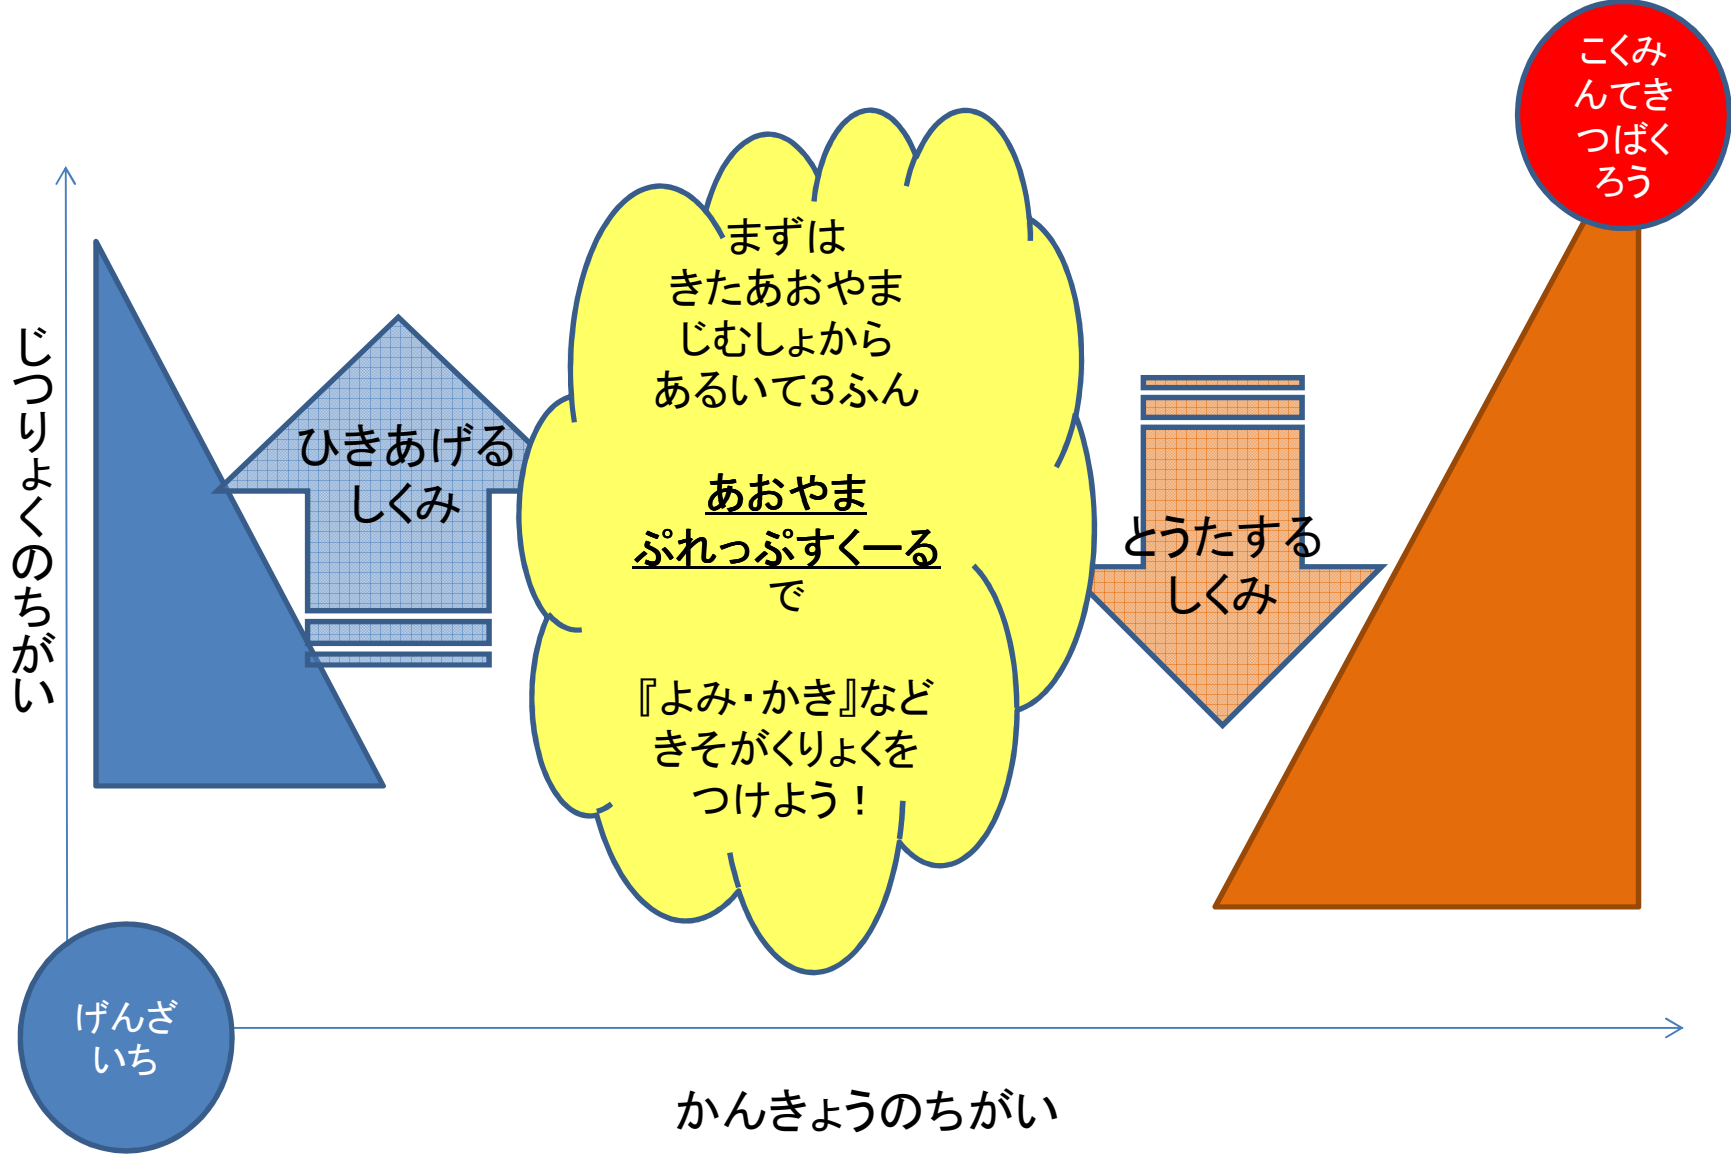 こくみ
んてき
つばく
ろう
じつりょくのちがい
ひきあげる
しくみ
まずは
きたあおやま
じむしょから
あるいて３ふん
あおやま
ぷれっぷすくーる
で
『よみ・かき』など
きそがくりょくを
つけよう！
とうたする
しくみ
げんざ
いち
かんきょうのちがい